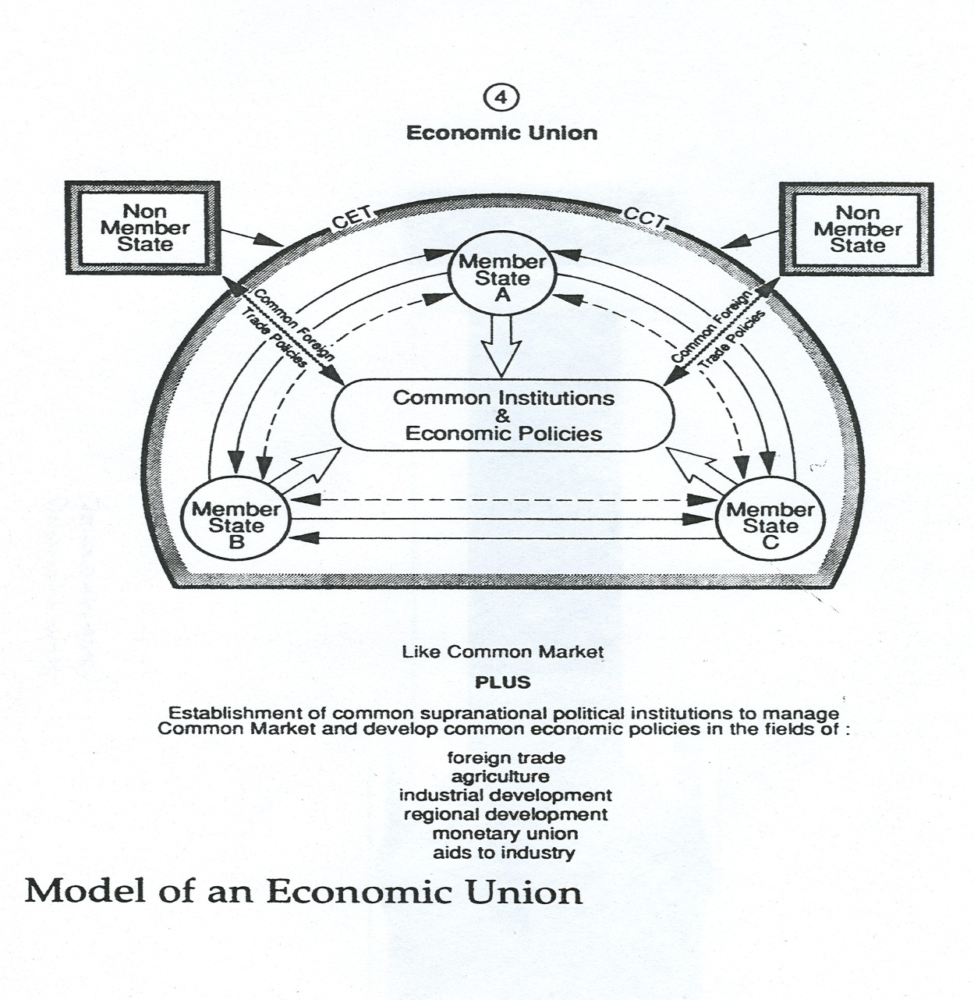 4
Economic Union
Non
Member
State
Non
Member
State
CET
CCT
Member
State
A
Common Foreign
Trade Policies
Common Foreign
Trade Policies
Common Institutions
&
Economic Policies
Member
State
B
Member
State
C
Like Common Market
PLUS
Establishment of common supranational political institutions to manage
Common Market and develop common economic policies in the fields of :
foreign trade
agriculture
industrial development
regional development
monetary union
aids to industry
Model of an Economic Union